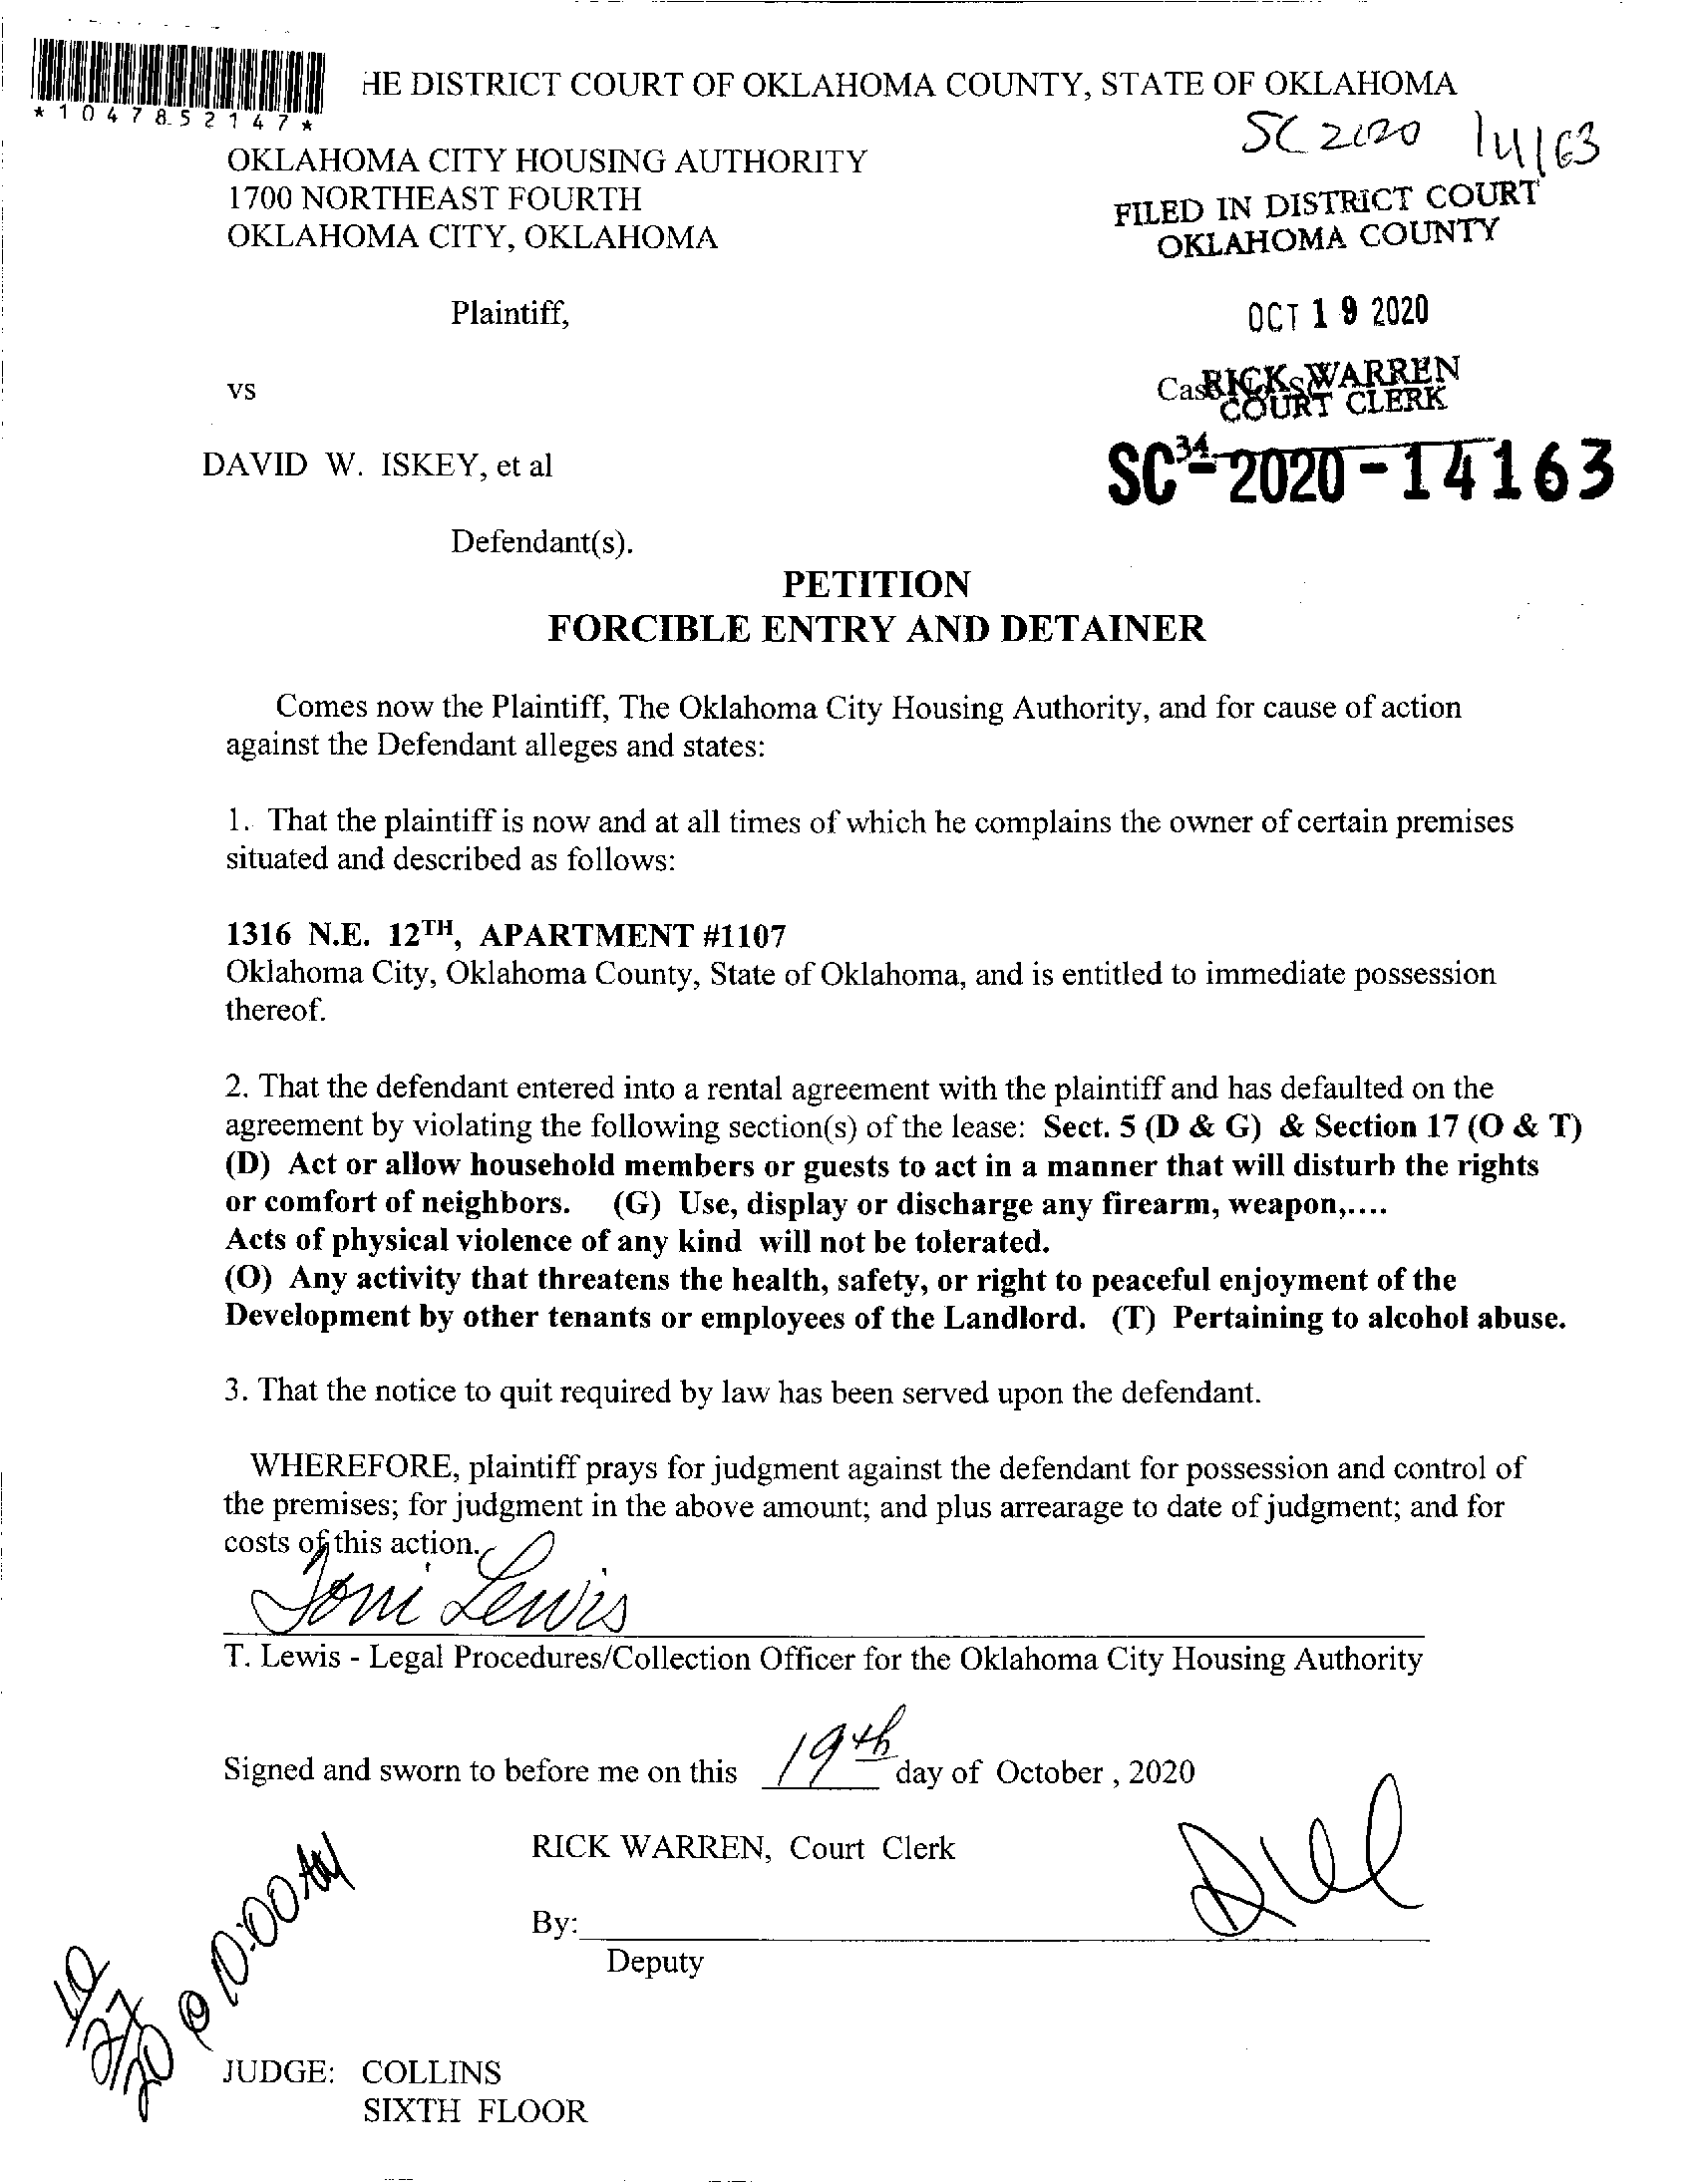 HE DISTRICT COURT OF OKLAHOMA COUNTY, STATE OF OKLAHOMA
*1047852147*
SC 2020 14163
OKLAHOMA CITY HOUSING AUTHORITY
1700 NORTHEAST FOURTH
OKLAHOMA CITY, OKLAHOMA
FILED IN DISTRICT COURT
OKLAHOMA COUNTY
Plaintiff,
OCT 19 2020
vs
RICK WARREN
COURT CLERK
34
DAVID W. ISKEY, et al
SC-2020-14163
Defendant(s).
PETITION
FORCIBLE ENTRY AND DETAINER
Comes now the Plaintiff, The Oklahoma City Housing Authority, and for cause of action
against the Defendant alleges and states:
1. That the plaintiff is now and at all times of which he complains the owner of certain premises
situated and described as follows:
1316 N.E. 12TH, APARTMENT #1107
Oklahoma City, Oklahoma County, State of Oklahoma, and is entitled to immediate possession
thereof.
2. That the defendant entered into a rental agreement with the plaintiff and has defaulted on the
agreement by violating the following section(s) of the lease: Sect. 5 (D & G) & Section 17 (O & T)
(D) Act or allow household members or guests to act in a manner that will disturb the rights
or comfort of neighbors. (G) Use, display or discharge any firearm, weapon,....
Acts of physical violence of any kind will not be tolerated.
(O) Any activity that threatens the health, safety, or right to peaceful enjoyment of the
Development by other tenants or employees of the Landlord. (T) Pertaining to alcohol abuse.
3. That the notice to quit required by law has been served upon the defendant.
WHEREFORE, plaintiff prays for judgment against the defendant for possession and control of
the premises; for judgment in the above amount; and plus arrearage to date of judgment; and for
costs of this action.
Toni Lewis
T. Lewis - Legal Procedures/Collection Officer for the Oklahoma City Housing Authority
Signed and sworn to before me on this 19th day of October , 2020
RICK WARREN, Court Clerk
By:
Deputy
10/27/20 @ 10:00 AM
JUDGE: COLLINS
SIXTH FLOOR